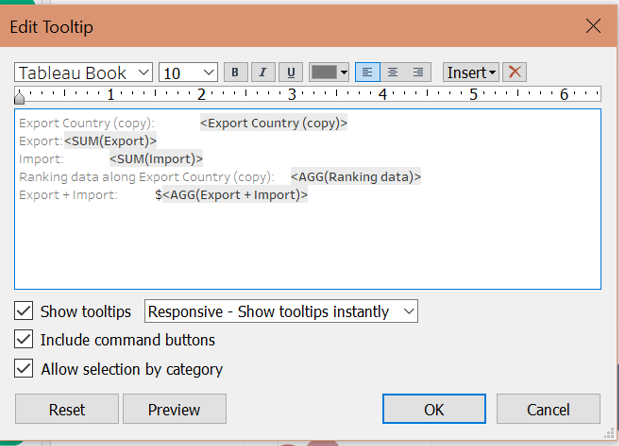 Edit Tooltip
Tableau Book 10 B I U Insert
1 2 3 4 5 6
Export Country (copy): <Export Country (copy)>
Export: <SUM(Export)>
Import: <SUM(Import)>
Ranking data along Export Country (copy): <AGG(Ranking data)>
Export + Import: $<AGG(Export + Import)>
Show tooltips Responsive - Show tooltips instantly
Include command buttons
Allow selection by category
Reset Preview OK Cancel